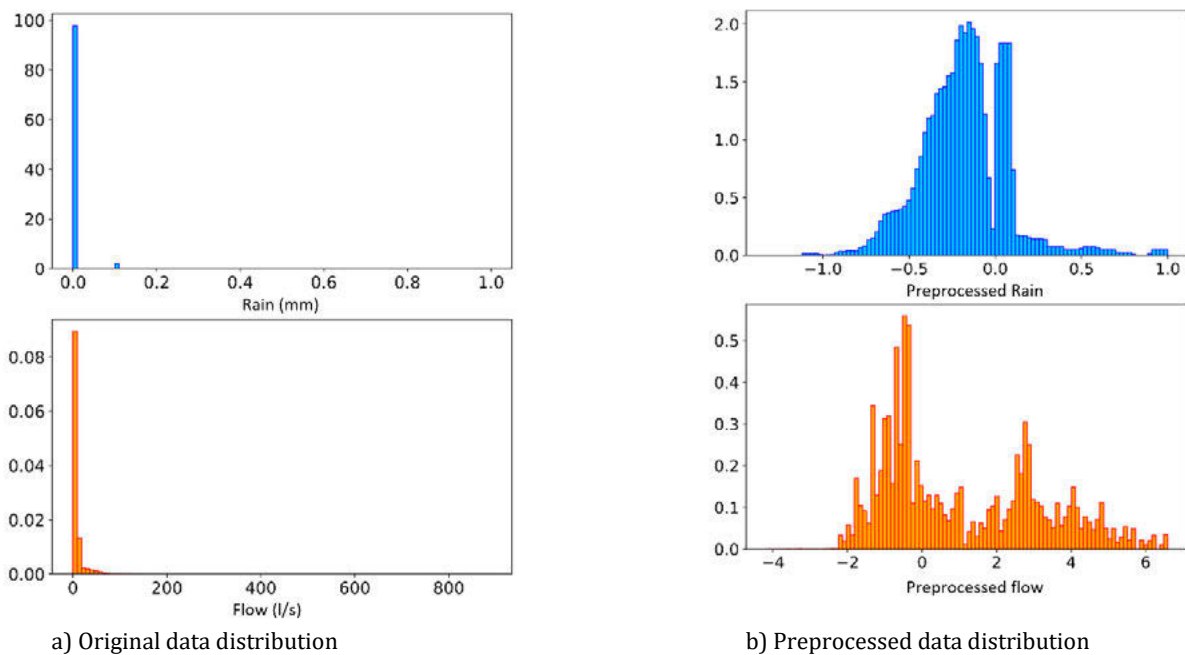 100
80
60
40
20
0
0.0 0.2 0.4 0.6 0.8 1.0
Rain (mm)
2.0
1.5
1.0
0.5
0.0
−1.0 −0.5 0.0 0.5 1.0
Preprocessed Rain
0.08
0.06
0.04
0.02
0.00
0 200 400 600 800
Flow (l/s)
0.5
0.4
0.3
0.2
0.1
0.0
−4 −2 0 2 4 6
Preprocessed flow
a) Original data distribution
b) Preprocessed data distribution